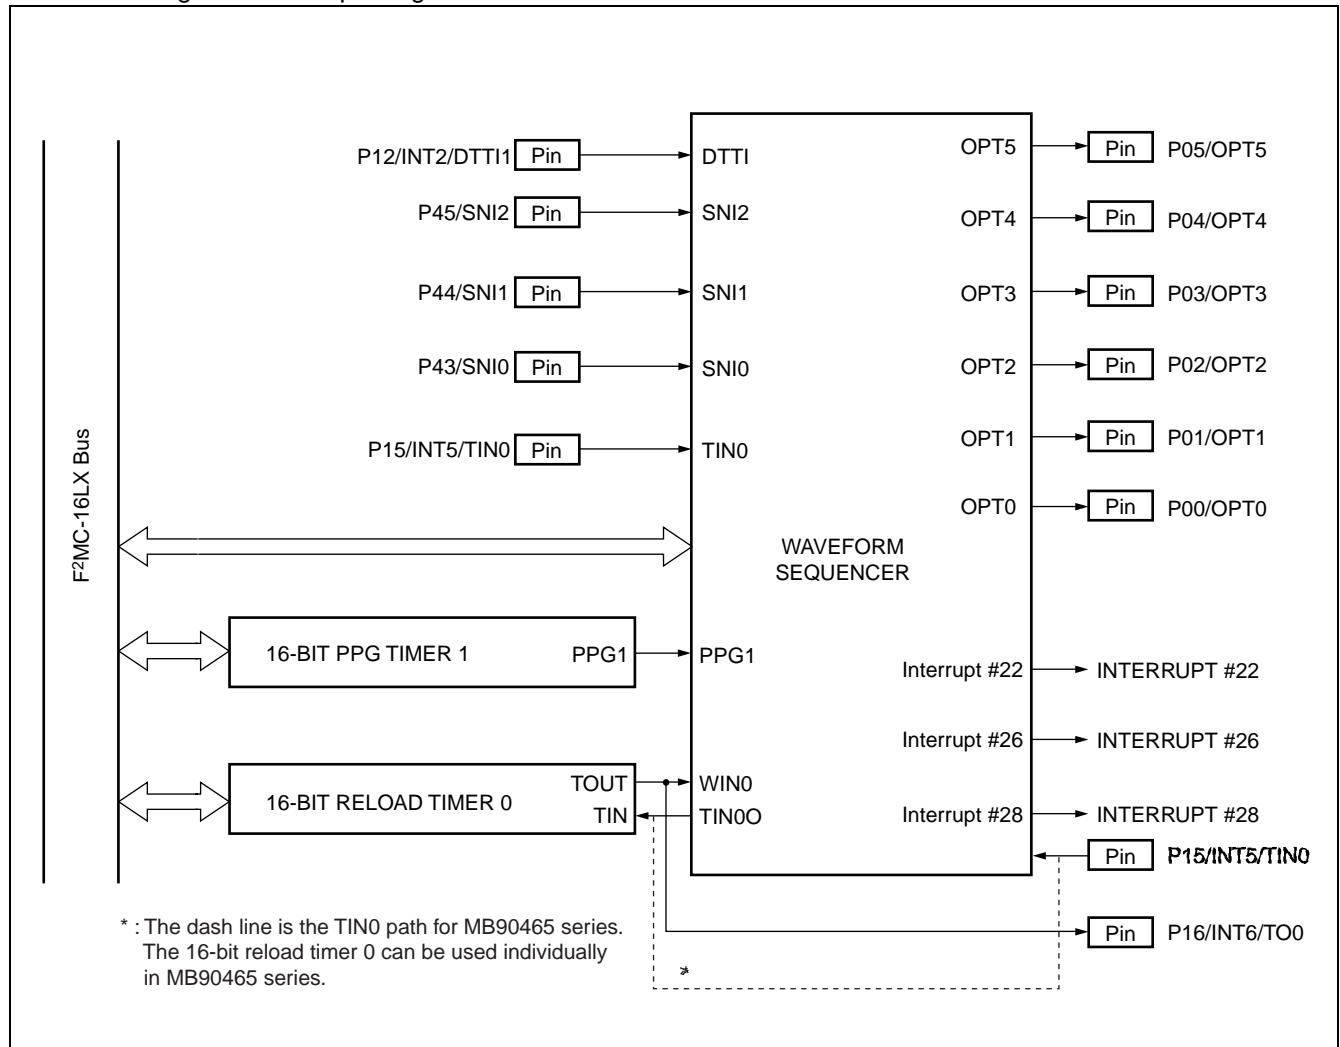 P12/INT2/DTTI1 Pin DTTI OPT5 Pin P05/OPT5
P45/SNI2 Pin SNI2 OPT4 Pin P04/OPT4
P44/SNI1 Pin SNI1 OPT3 Pin P03/OPT3
P43/SNI0 Pin SNI0 OPT2 Pin P02/OPT2
P15/INT5/TIN0 Pin TIN0 OPT1 Pin P01/OPT1
OPT0 Pin P00/OPT0
F²MC-16LX Bus
WAVEFORM
SEQUENCER
16-BIT PPG TIMER 1 PPG1 PPG1
Interrupt #22 INTERRUPT #22
Interrupt #26 INTERRUPT #26
16-BIT RELOAD TIMER 0 TOUT WIN0
TIN TIN0O
Interrupt #28 INTERRUPT #28
Pin P15/INT5/TIN0
Pin P16/INT6/TO0
* : The dash line is the TIN0 path for MB90465 series.
The 16-bit reload timer 0 can be used individually
in MB90465 series.
*